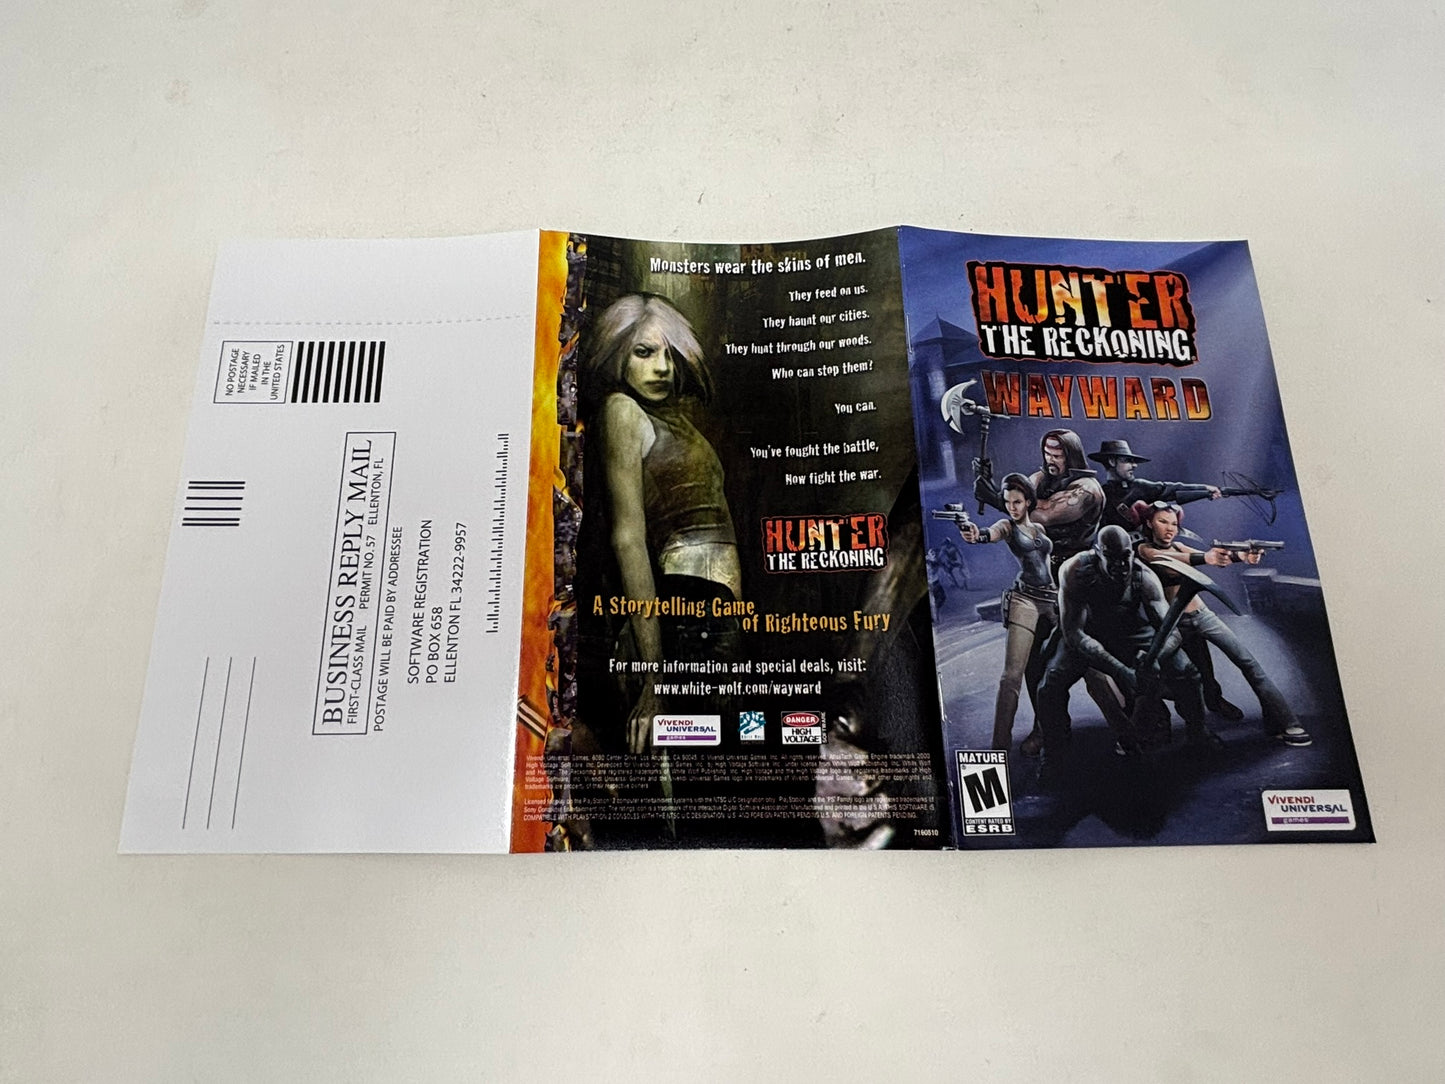 NO POSTAGE
NECESSARY
IF MAILED
IN THE
UNITED STATES
BUSINESS REPLY MAIL
FIRST-CLASS MAIL PERMIT NO. 57 ELLENTON, FL
POSTAGE WILL BE PAID BY ADDRESSEE
SOFTWARE REGISTRATION
PO BOX 658
ELLENTON FL 34222-9957
Monsters wear the skins of men.
They feed on us.
They haunt our cities.
They hunt through our woods.
Who can stop them?
You can.
You've fought the battle,
Now fight the war.
HUNTER
THE RECKONING
A Storytelling Game
of Righteous Fury
For more information and special deals, visit:
www.white-wolf.com/wayward
VIVENDI
UNIVERSAL
games
DANGER
HIGH
VOLTAGE
SOFTWARE
7160510
HUNTER
THE RECKONING
WAYWARD
MATURE
M
CONTENT RATED BY
ESRB
VIVENDI
UNIVERSAL
games